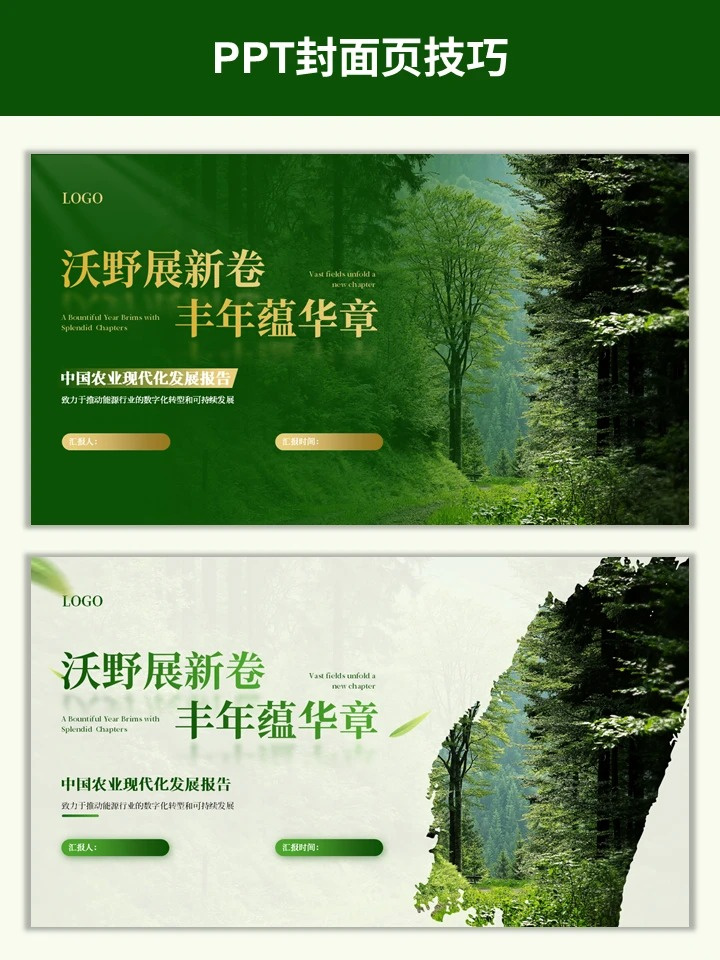 PPT封面页技巧
LOGO
沃野展新卷
Vast fields unfold a
new chapter
A Bountiful Year Brims with
Splendid Chapters
丰年蕴华章
中国农业现代化发展报告
致力于推动能源行业的数字化转型和可持续发展
汇报人:
汇报时间:
LOGO
沃野展新卷
Vast fields unfold a
new chapter
A Bountiful Year Brims with
Splendid Chapters
丰年蕴华章
中国农业现代化发展报告
致力于推动能源行业的数字化转型和可持续发展
汇报人:
汇报时间: